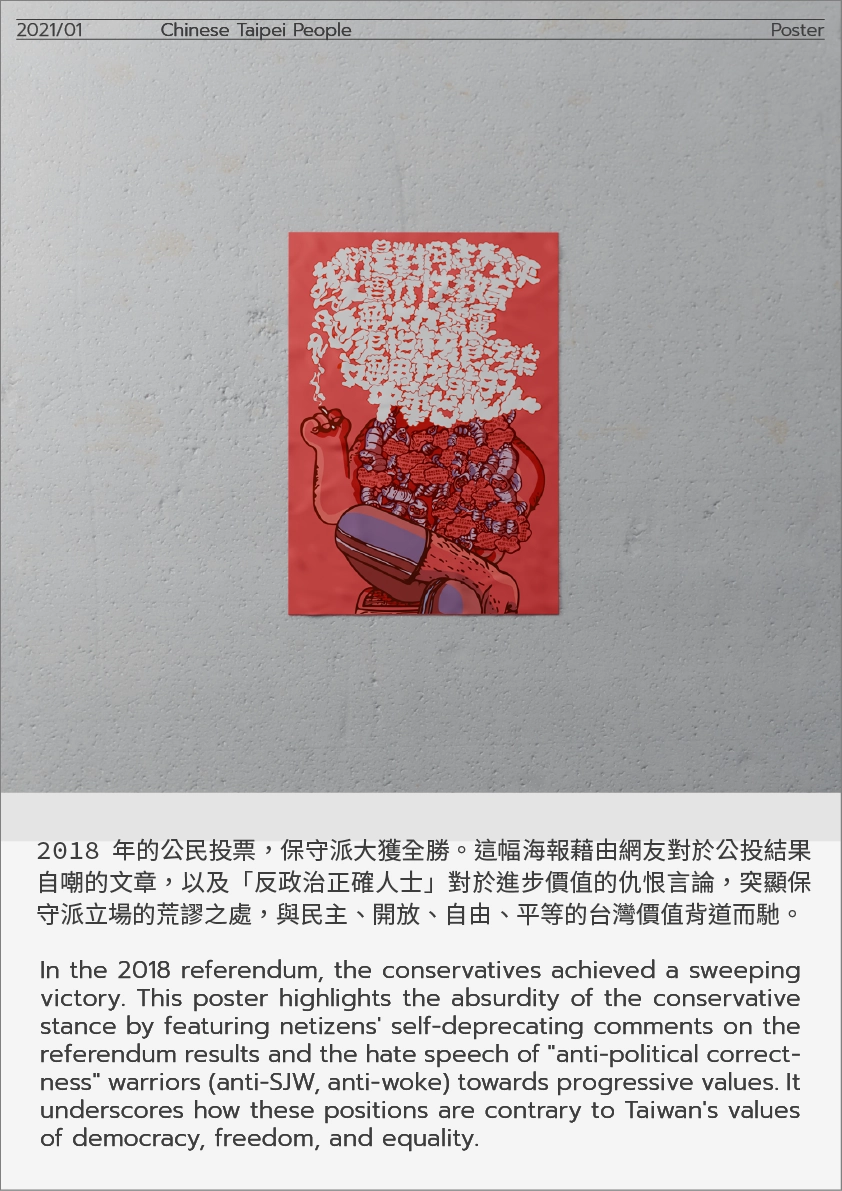 2021/01 Chinese Taipei People Poster
2018 年的公民投票，保守派大獲全勝。這幅海報藉由網友對於公投結果
自嘲的文章，以及「反政治正確人士」對於進步價值的仇恨言論，突顯保
守派立場的荒謬之處，與民主、開放、自由、平等的台灣價值背道而馳。
In the 2018 referendum, the conservatives achieved a sweeping
victory. This poster highlights the absurdity of the conservative
stance by featuring netizens' self-deprecating comments on the
referendum results and the hate speech of "anti-political correct-
ness" warriors (anti-SJW, anti-woke) towards progressive values. It
underscores how these positions are contrary to Taiwan's values
of democracy, freedom, and equality.